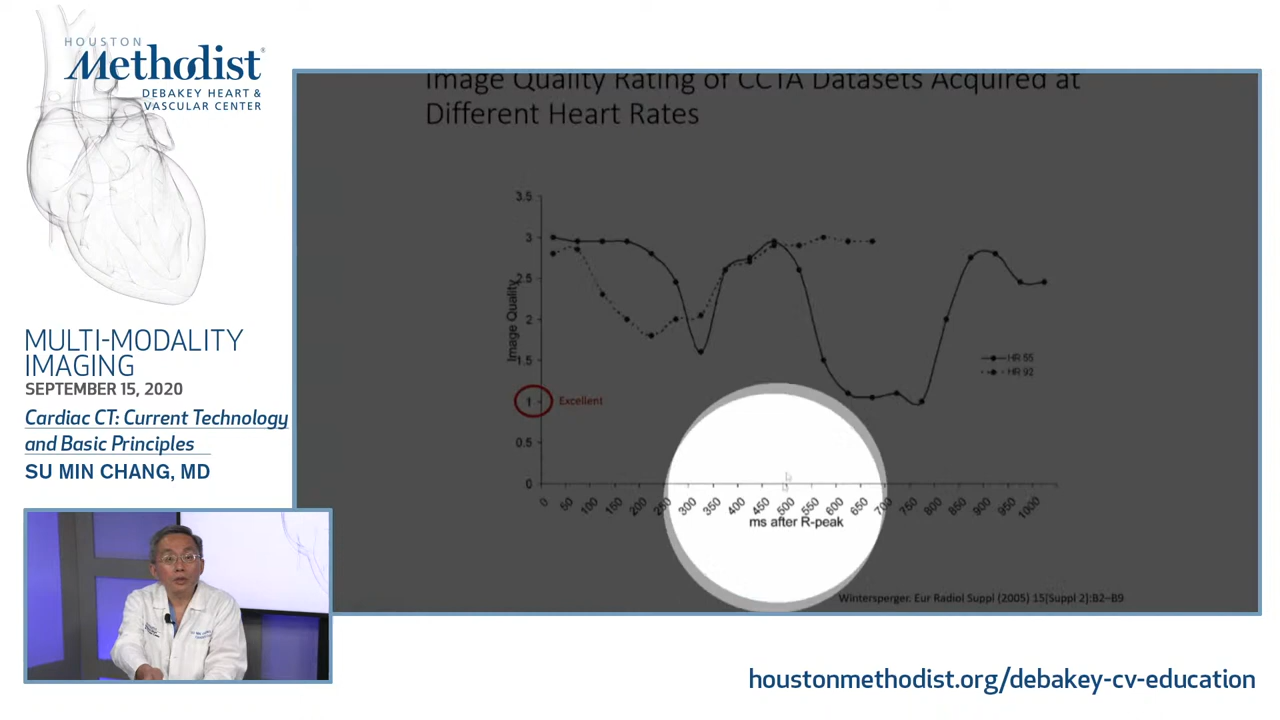 HOUSTON
Methodist®
DEBAKEY HEART &
VASCULAR CENTER
MULTI-MODALITY
IMAGING
SEPTEMBER 15, 2020
Cardiac CT: Current Technology
and Basic Principles
SU MIN CHANG, MD
Image Quality Rating of CCTA Datasets Acquired at
Different Heart Rates
Image Quality
3.5
3
2.5
2
1.5
1
Excellent
0.5
0
HR 55
HR 92
0 50 100 150 200 250 300 350 400 450 500 550 600 650 700 750 800 850 900 950 1000
ms after R-peak
Wintersperger. Eur Radiol Suppl (2005) 15[Suppl 2]:B2–B9
houstonmethodist.org/debakey-cv-education